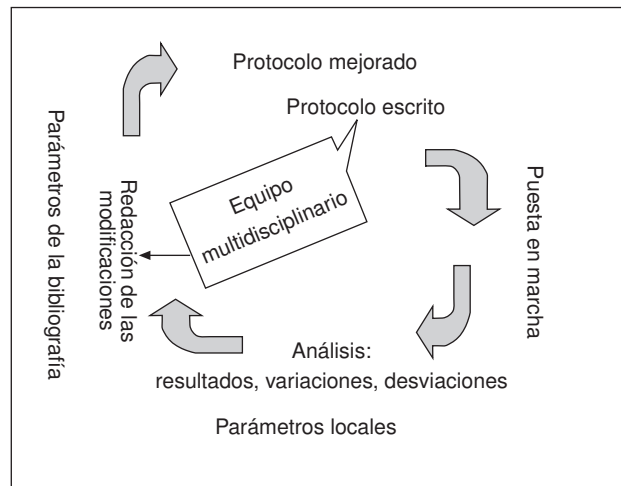 Protocolo mejorado
Protocolo escrito
Equipo
multidisciplinario
Puesta en marcha
Análisis:
resultados, variaciones, desviaciones
Parámetros locales
Redacción de las
modificaciones
Parámetros de la bibliografía